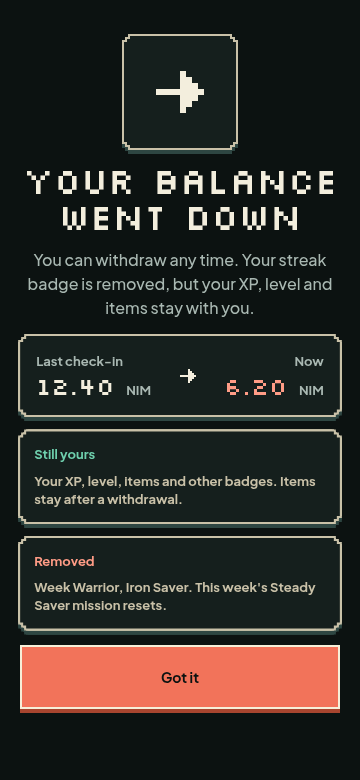 YOUR BALANCE
WENT DOWN
You can withdraw any time. Your streak
badge is removed, but your XP, level and
items stay with you.
Last check-in Now
12.40 NIM 6.20 NIM
Still yours
Your XP, level, items and other badges. Items
stay after a withdrawal.
Removed
Week Warrior, Iron Saver. This week's Steady
Saver mission resets.
Got it